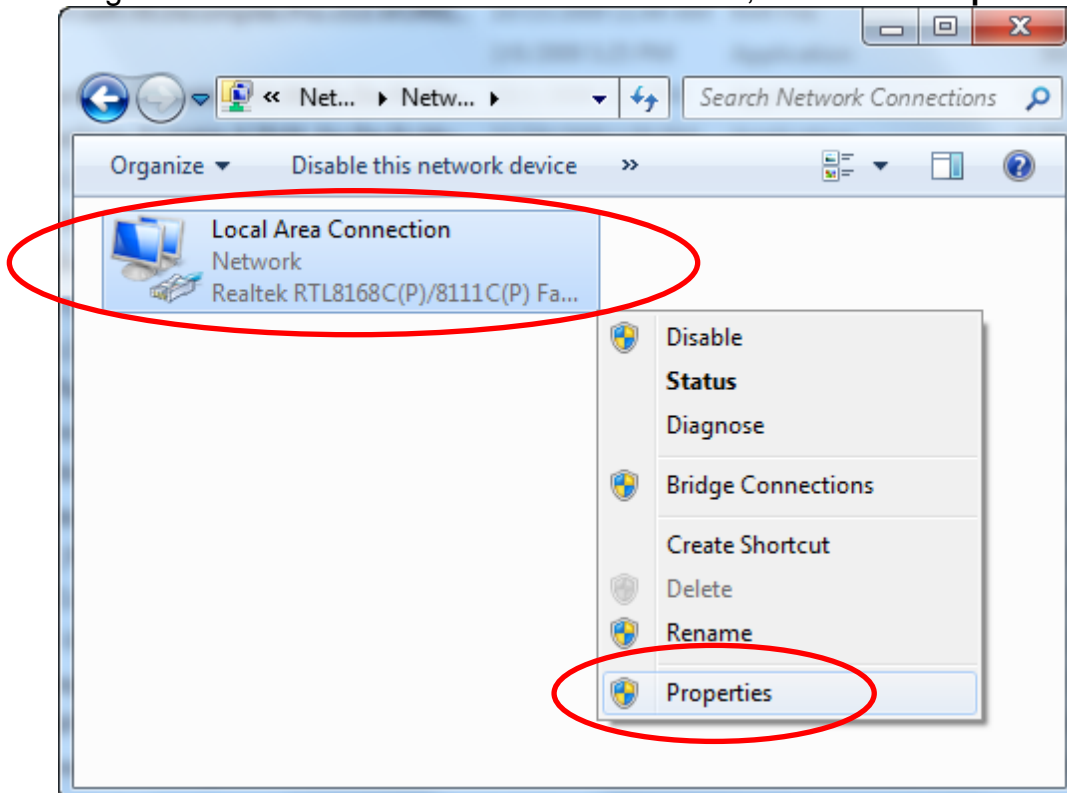 « Net... Netw...
Search Network Connections
Organize
Disable this network device
»
Local Area Connection
Network
Realtek RTL8168C(P)/8111C(P) Fa...
Disable
Status
Diagnose
Bridge Connections
Create Shortcut
Delete
Rename
Properties